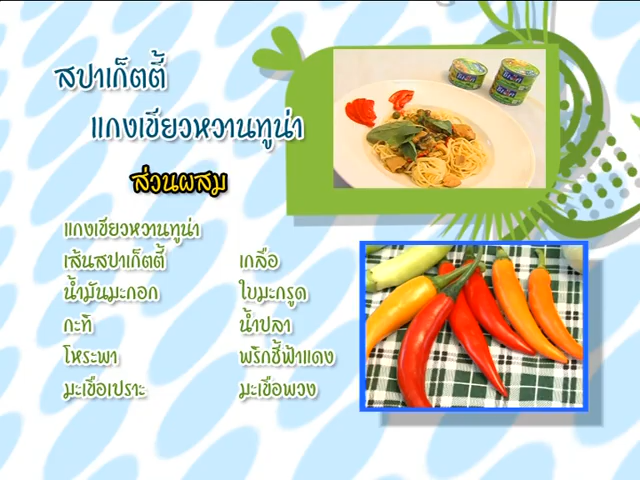 สปาเก็ตตี้
แกงเขียวหวานทูน่า
ส่วนผสม
แกงเขียวหวานทูน่า
เส้นสปาเก็ตตี้
น้ำมันมะกอก
กะทิ
โหระพา
มะเขือเปราะ
เกลือ
ใบมะกรูด
น้ำปลา
พริกชี้ฟ้าแดง
มะเขือพวง